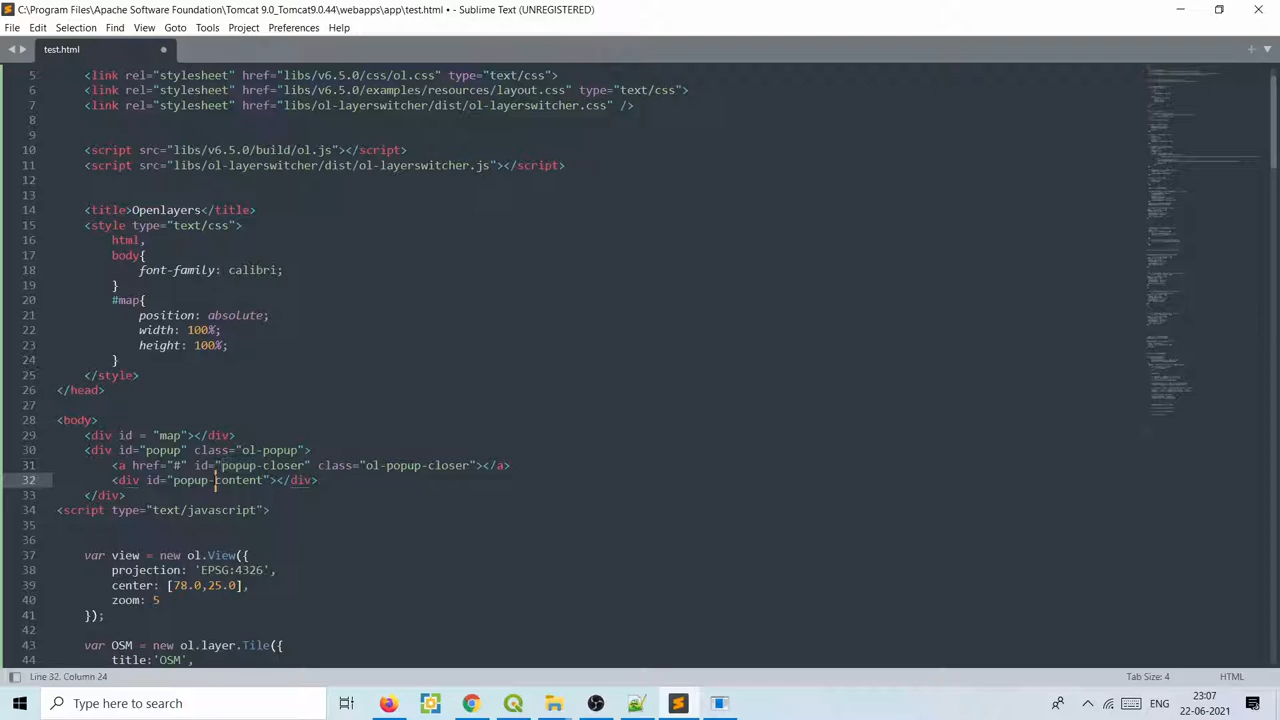 C:\Program Files\Apache Software Foundation\Tomcat 9.0_Tomcat9.0.44\webapps\app\test.html • - Sublime Text (UNREGISTERED)
File Edit Selection Find View Goto Tools Project Preferences Help
test.html
5 <link rel="stylesheet" href="libs/v6.5.0/css/ol.css" type="text/css">
6 <link rel="stylesheet" href="libs/v6.5.0/examples/resources/layout.css" type="text/css">
7 <link rel="stylesheet" href="libs/ol-layerswitcher/dist/ol-layerswitcher.css" />
8
9
10 <script src="libs/v6.5.0/build/ol.js"></script>
11 <script src="libs/ol-layerswitcher/dist/ol-layerswitcher.js"></script>
12
13
14 <title>Openlayers</title>
15 <style type="text/css">
16 html,
17 body{
18 font-family: calibri;
19 }
20 #map{
21 position: absolute;
22 width: 100%;
23 height: 100%;
24 }
25 </style>
26 </head>
27
28 <body>
29 <div id = "map"></div>
30 <div id="popup" class="ol-popup">
31 <a href="#" id="popup-closer" class="ol-popup-closer"></a>
32 <div id="popup-content"></div>
33 </div>
34 <script type="text/javascript">
35
36
37 var view = new ol.View({
38 projection: 'EPSG:4326',
39 center: [78.0,25.0],
40 zoom: 5
41 });
42
43 var OSM = new ol.layer.Tile({
44 title:'OSM',
Line 32, Column 24
Tab Size: 4
HTML
Type here to search
ENG
23:07
22-06-2021